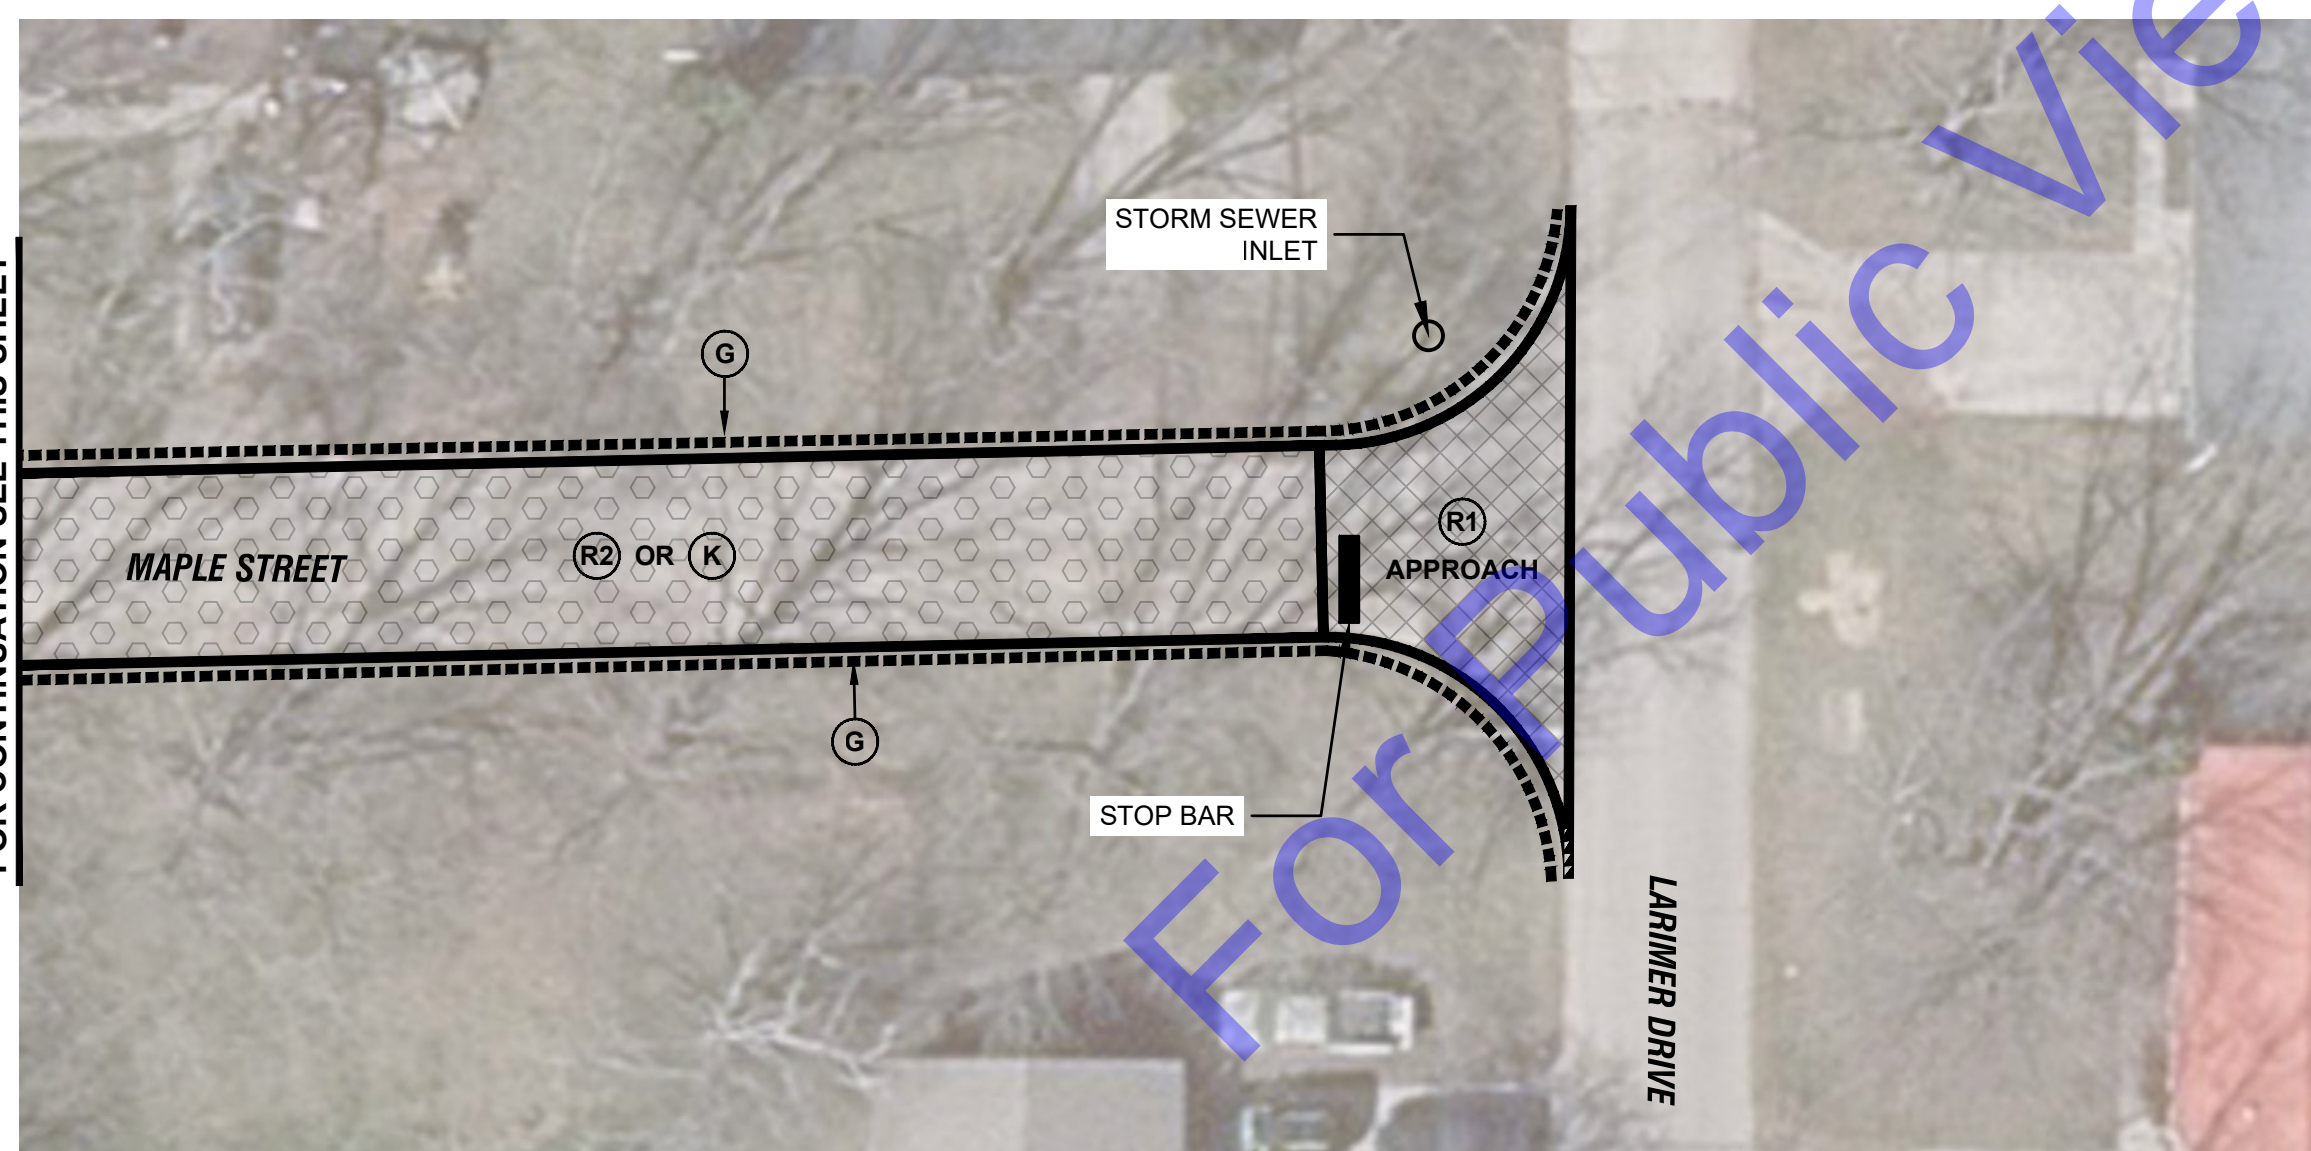 STORM SEWER
INLET
G
MAPLE STREET
R2 OR K
R1
APPROACH
G
STOP BAR
LARIMER DRIVE
For Public Vie